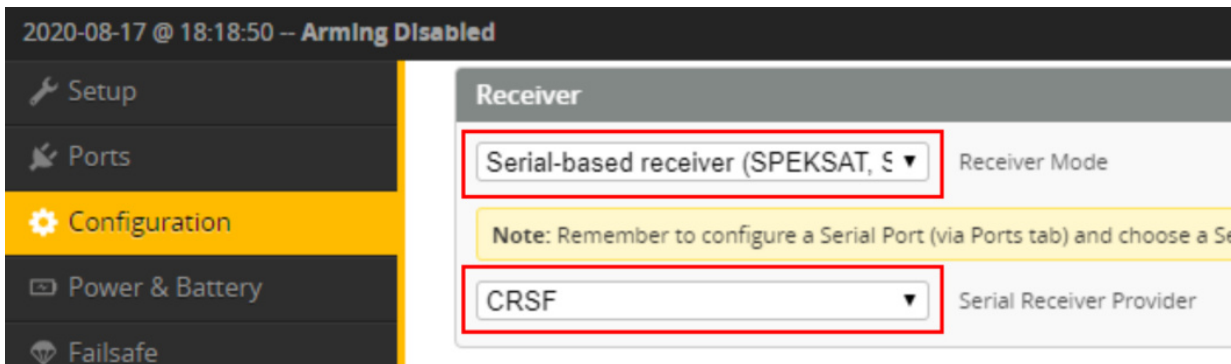 2020-08-17 @ 18:18:50 -- Arming Disabled
Setup
Ports
Configuration
Power & Battery
Failsafe
Receiver
Serial-based receiver (SPEKSAT, S
Receiver Mode
Note: Remember to configure a Serial Port (via Ports tab) and choose a Se
CRSF
Serial Receiver Provider